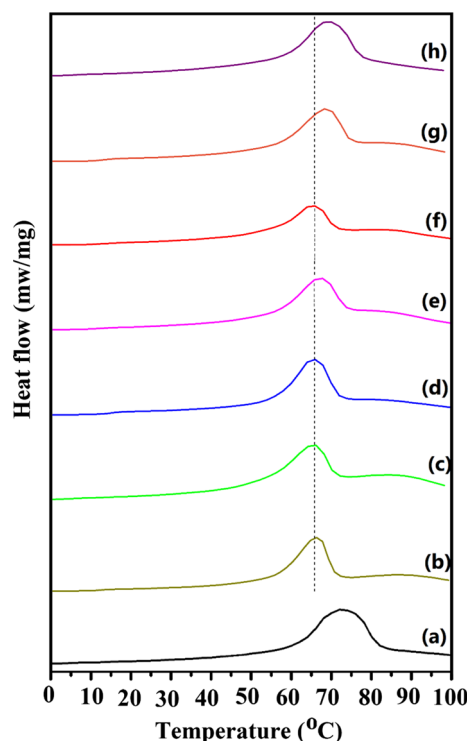 (h)
(g)
(f)
(e)
(d)
(c)
(b)
(a)
Heat flow (mw/mg)
0 10 20 30 40 50 60 70 80 90 100
Temperature (⁰C)